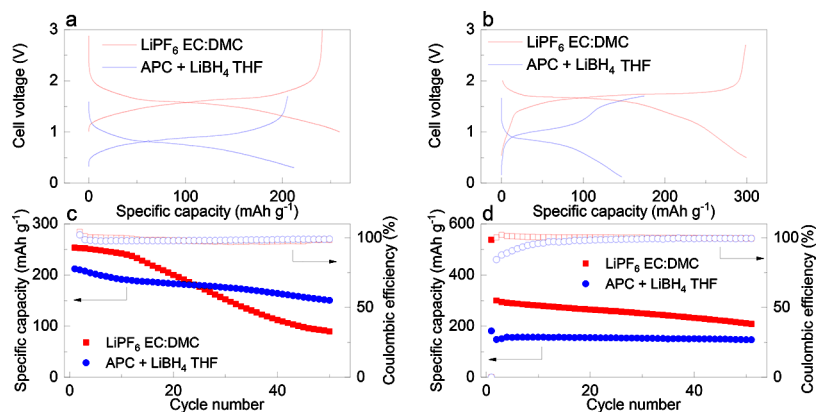 a
3
2
1
0
Cell voltage (V)
LiPF6 EC:DMC
APC + LiBH4 THF
0 100 200
Specific capacity (mAh g-1)
b
3
2
1
0
Cell voltage (V)
LiPF6 EC:DMC
APC + LiBH4 THF
0 100 200 300
Specific capacity (mAh g-1)
c
300
200
100
0
Specific capacity (mAh g-1)
100
50
0
Coulombic efficiency (%)
LiPF6 EC:DMC
APC + LiBH4 THF
0 20 40
Cycle number
d
600
400
200
0
Specific capacity (mAh g-1)
100
50
0
Coulombic efficiency (%)
LiPF6 EC:DMC
APC + LiBH4 THF
0 20 40
Cycle number